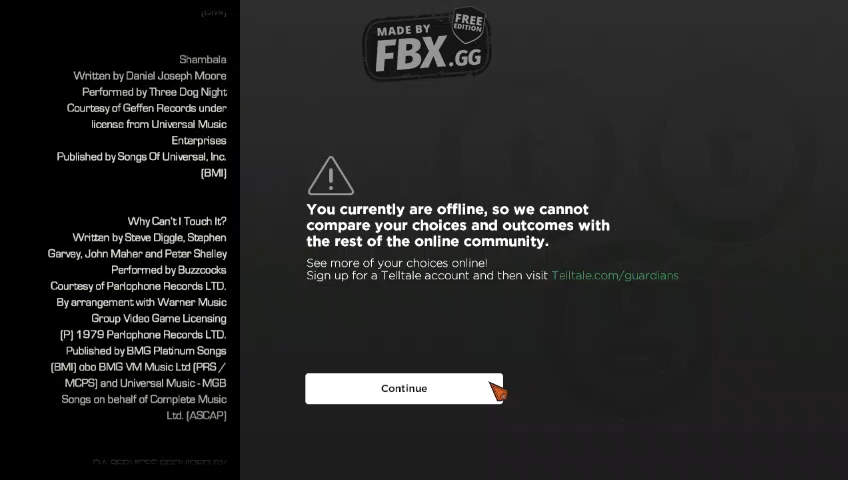 Shambala
Written by Daniel Joseph Moore
Performed by Three Dog Night
Courtesy of Geffen Records under
license from Universal Music
Enterprises
Published by Songs Of Universal, Inc.
(BMI)
Why Can't I Touch It?
Written by Steve Diggle, Stephen
Garvey, John Maher and Peter Shelley
Performed by Buzzcocks
Courtesy of Parlophone Records LTD.
By arrangement with Warner Music
Group Video Game Licensing
(P) 1979 Parlophone Records LTD.
Published by BMG Platinum Songs
(BMI) obo BMG VM Music Ltd (PRS /
MCPS) and Universal Music - MGB
Songs on behalf of Complete Music
Ltd. (ASCAP)
MADE BY
FREE
EDITION
FBX.GG
You currently are offline, so we cannot
compare your choices and outcomes with
the rest of the online community.
See more of your choices online!
Sign up for a Telltale account and then visit Telltale.com/guardians
Continue